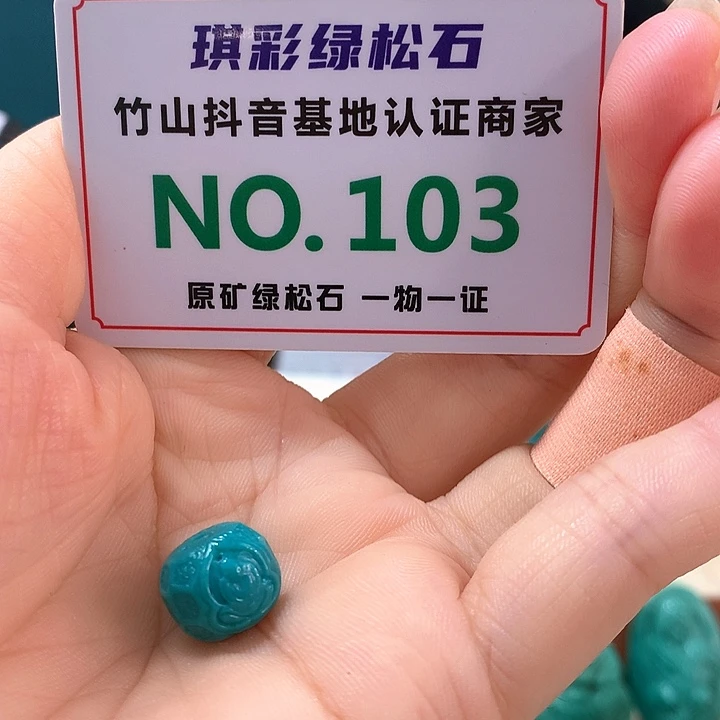 琪彩绿松石
竹山抖音基地认证商家
NO.103
原矿绿松石 一物一证